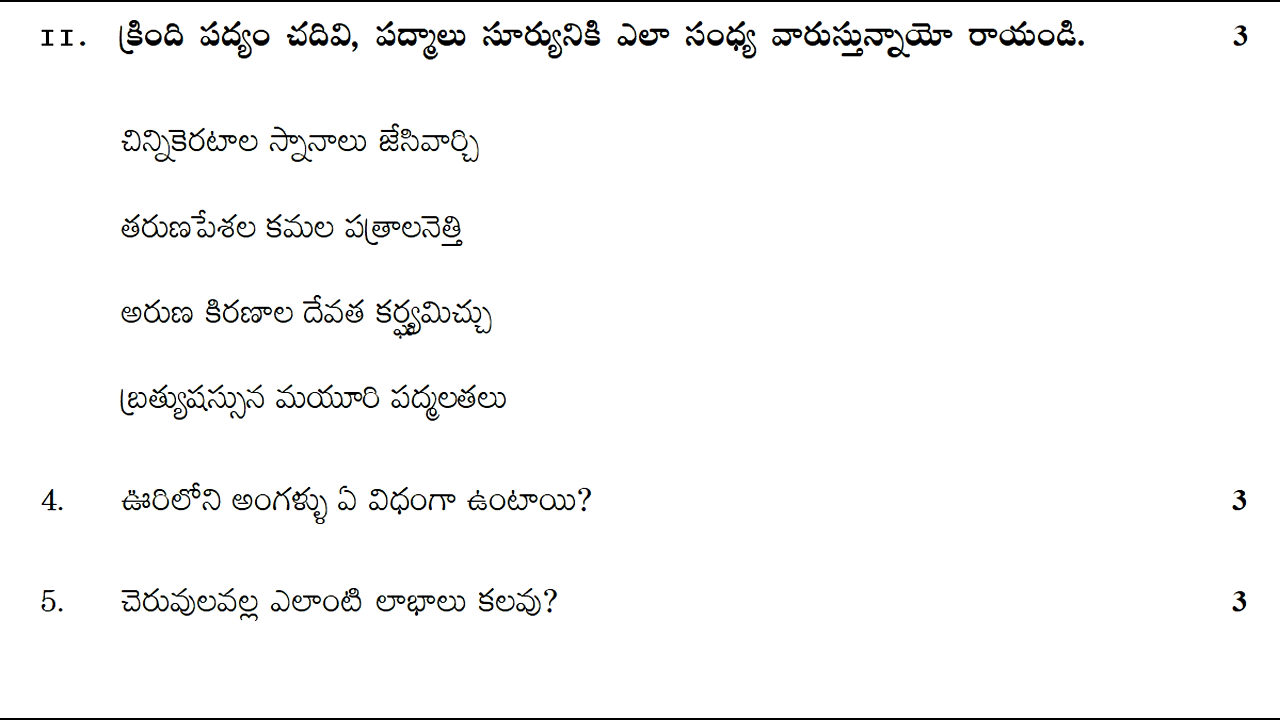 II. క్రింది పద్యం చదివి, పద్మాలు సూర్యునికి ఎలా సంధ్య వారుస్తున్నాయో రాయండి. 3
చిన్నికెరటాల స్నానాలు జేసివార్చి
తరుణపేశల కమల పత్రాలనెత్తి
అరుణ కిరణాల దేవత కర్ఘ్యమిచ్చు
బ్రత్యుషస్సున మయూరి పద్మలతలు
4. ఊరిలోని అంగళ్ళు ఏ విధంగా ఉంటాయి? 3
5. చెరువులవల్ల ఎలాంటి లాభాలు కలవు? 3